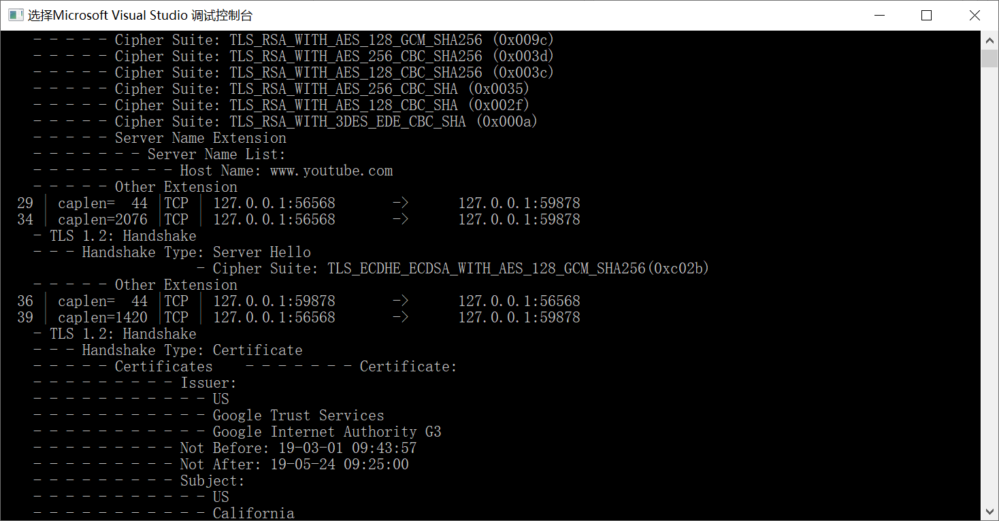 选择Microsoft Visual Studio 调试控制台
- - - - - Cipher Suite: TLS_RSA_WITH_AES_128_GCM_SHA256 (0x009c)
- - - - - Cipher Suite: TLS_RSA_WITH_AES_256_CBC_SHA256 (0x003d)
- - - - - Cipher Suite: TLS_RSA_WITH_AES_128_CBC_SHA256 (0x003c)
- - - - - Cipher Suite: TLS_RSA_WITH_AES_256_CBC_SHA (0x0035)
- - - - - Cipher Suite: TLS_RSA_WITH_AES_128_CBC_SHA (0x002f)
- - - - - Cipher Suite: TLS_RSA_WITH_3DES_EDE_CBC_SHA (0x000a)
- - - - - Server Name Extension
- - - - - - - Server Name List:
- - - - - - - - - Host Name: www.youtube.com
- - - - - Other Extension
29 | caplen=  44 |TCP | 127.0.0.1:56568 -> 127.0.0.1:59878
34 | caplen=2076 |TCP | 127.0.0.1:56568 -> 127.0.0.1:59878
- TLS 1.2: Handshake
- - - Handshake Type: Server Hello
- Cipher Suite: TLS_ECDHE_ECDSA_WITH_AES_128_GCM_SHA256(0xc02b)
- - - - - Other Extension
36 | caplen=  44 |TCP | 127.0.0.1:59878 -> 127.0.0.1:56568
39 | caplen=1420 |TCP | 127.0.0.1:56568 -> 127.0.0.1:59878
- TLS 1.2: Handshake
- - - Handshake Type: Certificate
- - - - - Certificates    - - - - - - - Certificate:
- - - - - - - - - Issuer:
- - - - - - - - - - - US
- - - - - - - - - - - Google Trust Services
- - - - - - - - - - - Google Internet Authority G3
- - - - - - - - - Not Before: 19-03-01 09:43:57
- - - - - - - - - Not After: 19-05-24 09:25:00
- - - - - - - - - Subject:
- - - - - - - - - - - US
- - - - - - - - - - - California